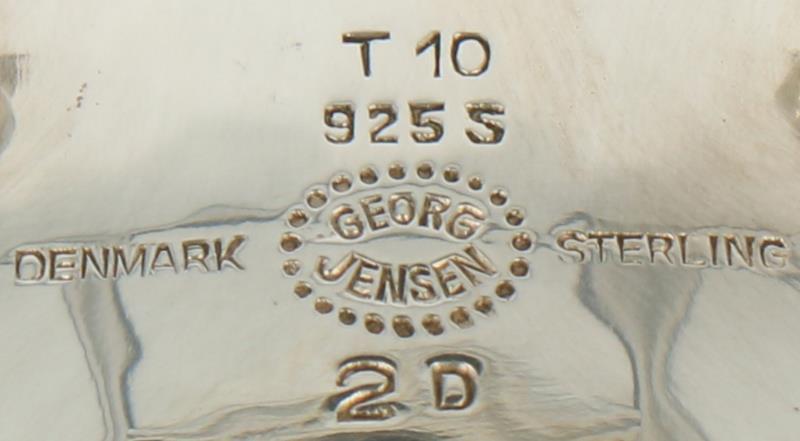 T 10
925 S
GEORG
JENSEN
DENMARK
STERLING
2 D